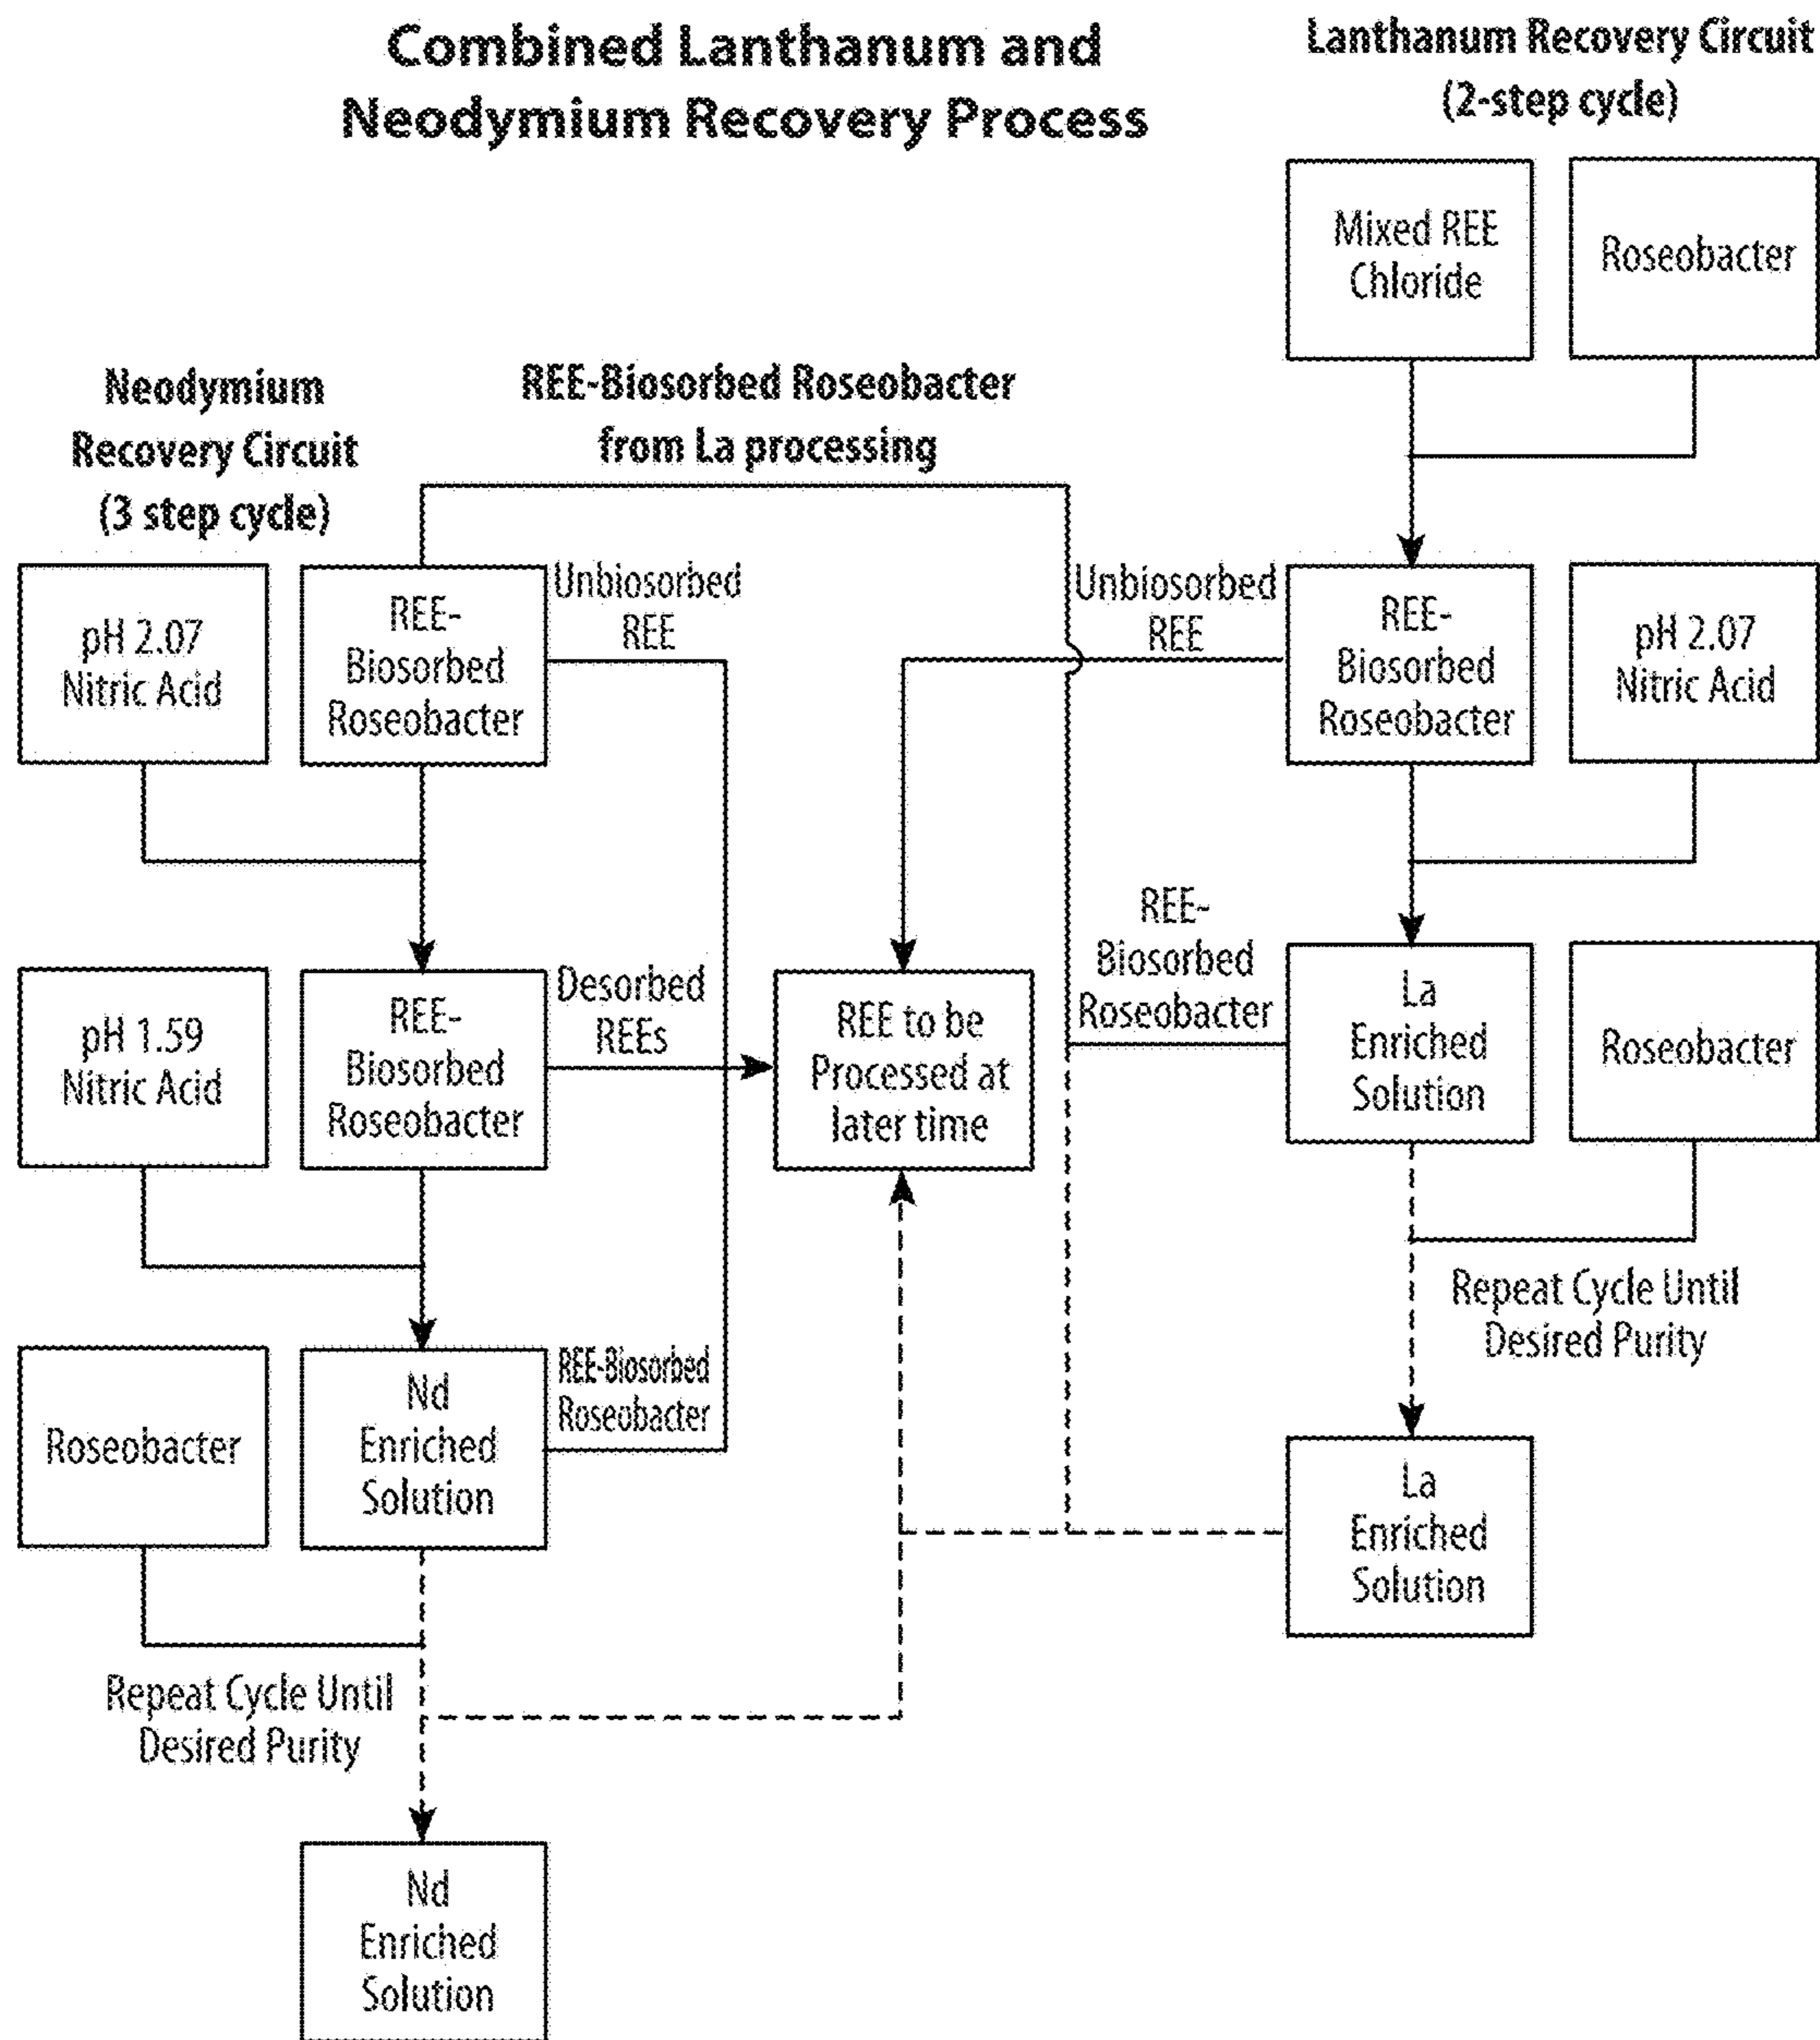 Combined Lanthanum and
Neodymium Recovery Process
Lanthanum Recovery Circuit
(2-step cycle)
Mixed REE
Chloride
Roseobacter
Neodymium
Recovery Circuit
(3 step cycle)
REE-Biosorbed Roseobacter
from La processing
pH 2.07
Nitric Acid
REE-
Biosorbed
Roseobacter
Unbiosorbed
REE
Unbiosorbed
REE
REE-
Biosorbed
Roseobacter
pH 2.07
Nitric Acid
pH 1.59
Nitric Acid
REE-
Biosorbed
Roseobacter
Desorbed
REEs
REE to be
Processed at
later time
REE-
Biosorbed
Roseobacter
La
Enriched
Solution
Roseobacter
Repeat Cycle Until
Desired Purity
Roseobacter
Nd
Enriched
Solution
REE-Biosorbed
Roseobacter
La
Enriched
Solution
Repeat Cycle Until
Desired Purity
Nd
Enriched
Solution